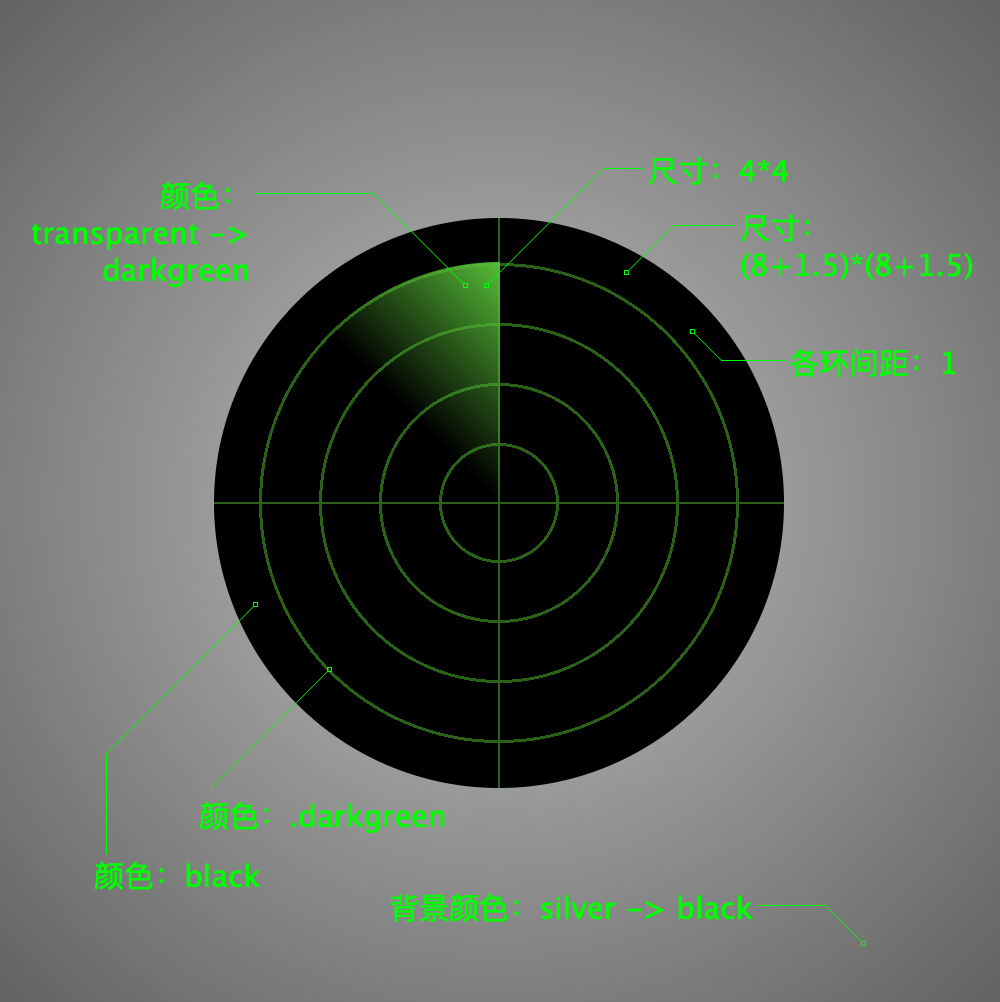 尺寸：4*4
颜色：
transparent ->
darkgreen
尺寸：
(8+1.5)*(8+1.5)
各环间距：1
颜色：.darkgreen
颜色：black
背景颜色：silver -> black